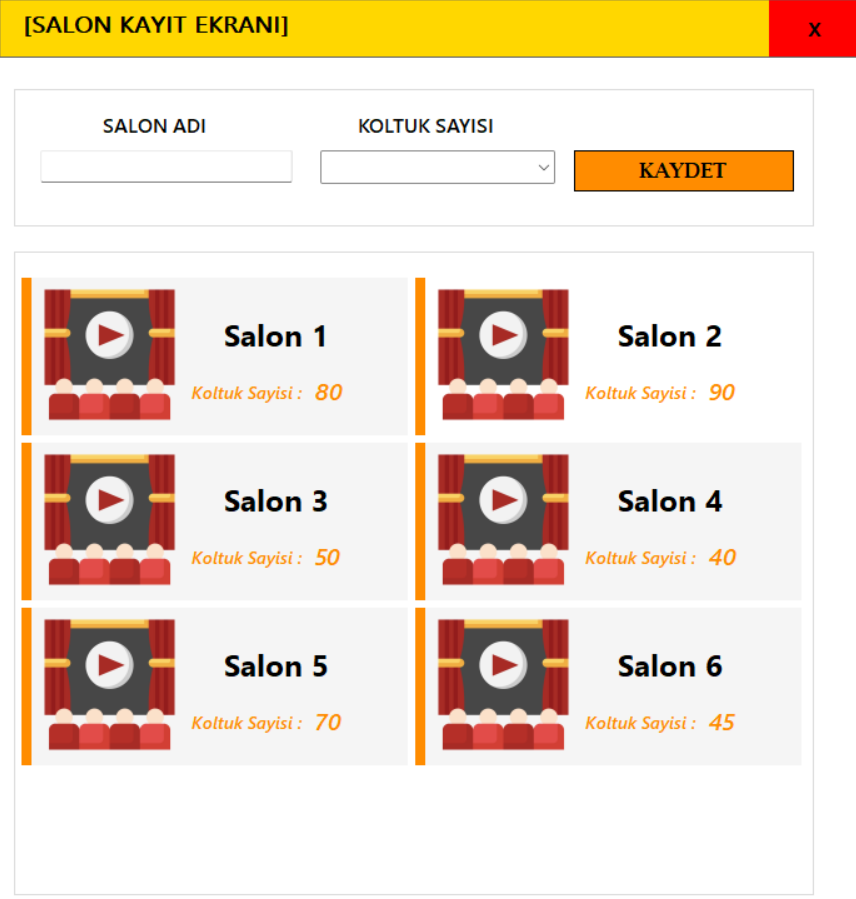 [SALON KAYIT EKRANI]
X
SALON ADI
KOLTUK SAYISI
KAYDET
Salon 1
Koltuk Sayisi : 80
Salon 2
Koltuk Sayisi : 90
Salon 3
Koltuk Sayisi : 50
Salon 4
Koltuk Sayisi : 40
Salon 5
Koltuk Sayisi : 70
Salon 6
Koltuk Sayisi : 45